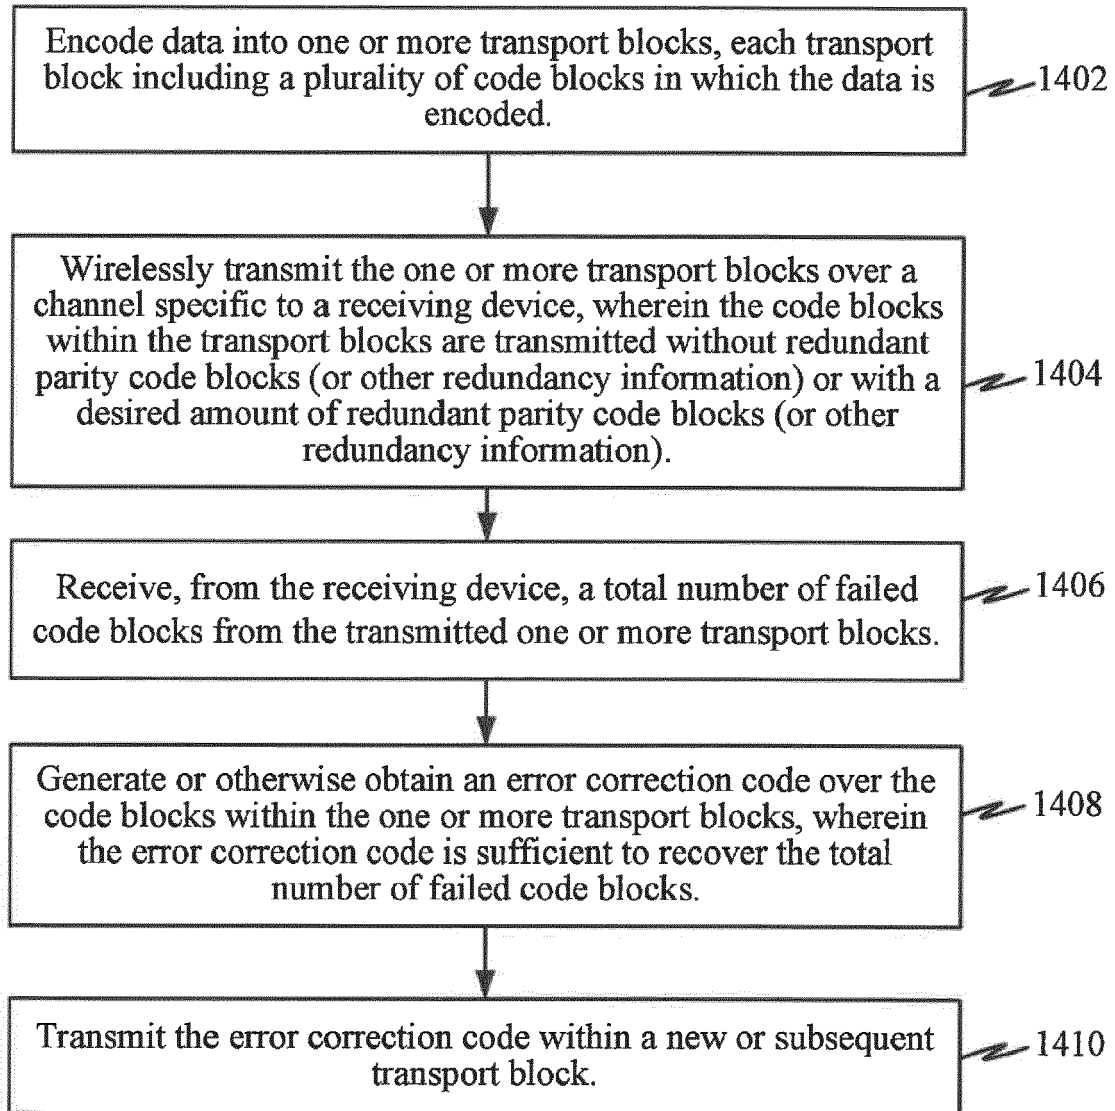 Encode data into one or more transport blocks, each transport
block including a plurality of code blocks in which the data is
encoded.
1402
Wirelessly transmit the one or more transport blocks over a
channel specific to a receiving device, wherein the code blocks
within the transport blocks are transmitted without redundant
parity code blocks (or other redundancy information) or with a
desired amount of redundant parity code blocks (or other
redundancy information).
1404
Receive, from the receiving device, a total number of failed
code blocks from the transmitted one or more transport blocks.
1406
Generate or otherwise obtain an error correction code over the
code blocks within the one or more transport blocks, wherein
the error correction code is sufficient to recover the total
number of failed code blocks.
1408
Transmit the error correction code within a new or subsequent
transport block.
1410